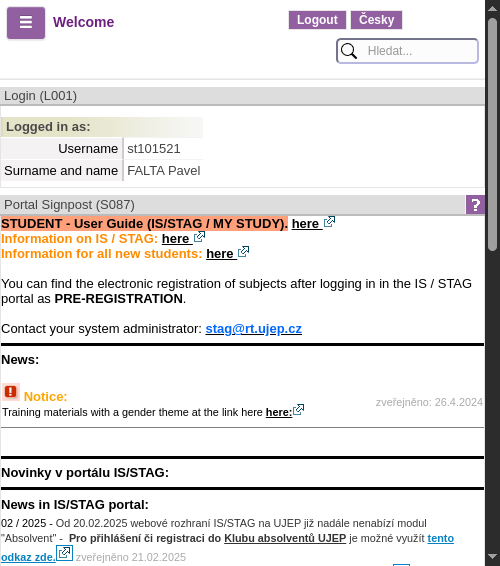 Welcome
Logout Česky
Hledat...
Login (L001)
Logged in as:
Username st101521
Surname and name FALTA Pavel
Portal Signpost (S087) ?
STUDENT - User Guide (IS/STAG / MY STUDY). here
Information on IS / STAG: here
Information for all new students: here
You can find the electronic registration of subjects after logging in in the IS / STAG
portal as PRE-REGISTRATION.
Contact your system administrator: stag@rt.ujep.cz
News:
Notice:
zveřejněno: 26.4.2024
Training materials with a gender theme at the link here here:
Novinky v portálu IS/STAG:
News in IS/STAG portal:
02 / 2025 - Od 20.02.2025 webové rozhraní IS/STAG na UJEP již nadále nenabízí modul
"Absolvent" - Pro přihlášení či registraci do Klubu absolventů UJEP je možné využít tento
odkaz zde. zveřejněno 21.02.2025